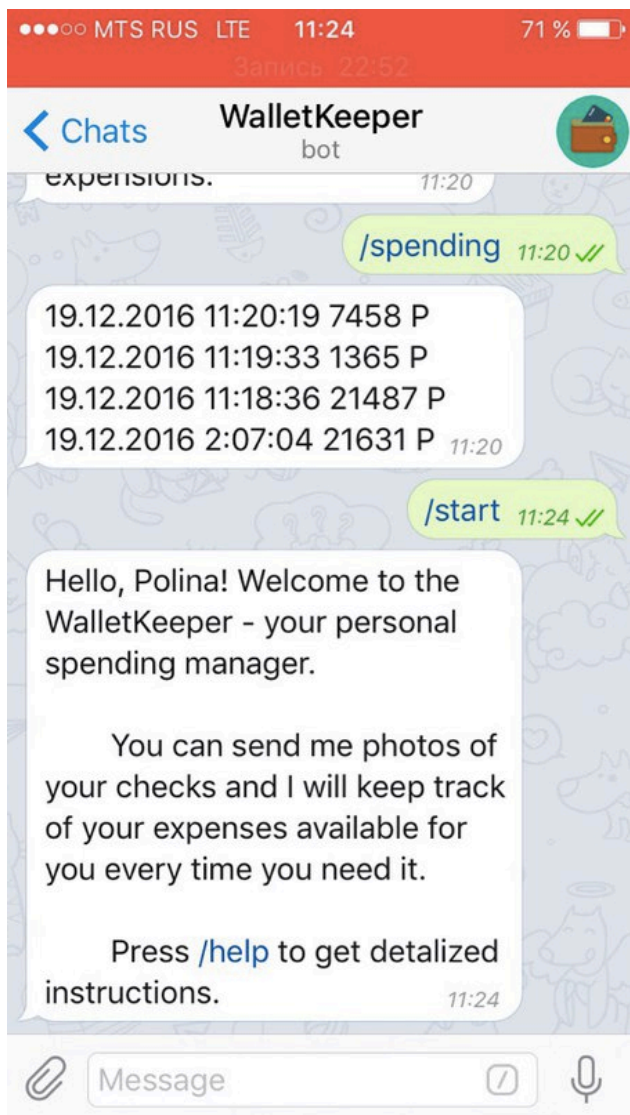 MTS RUS LTE 11:24 71 %
Запись 22:52
Chats
WalletKeeper
bot
expensions. 11:20
/spending 11:20
19.12.2016 11:20:19 7458 P
19.12.2016 11:19:33 1365 P
19.12.2016 11:18:36 21487 P
19.12.2016 2:07:04 21631 P 11:20
/start 11:24
Hello, Polina! Welcome to the
WalletKeeper - your personal
spending manager.
You can send me photos of
your checks and I will keep track
of your expenses available for
you every time you need it.
Press /help to get detalized
instructions. 11:24
Message